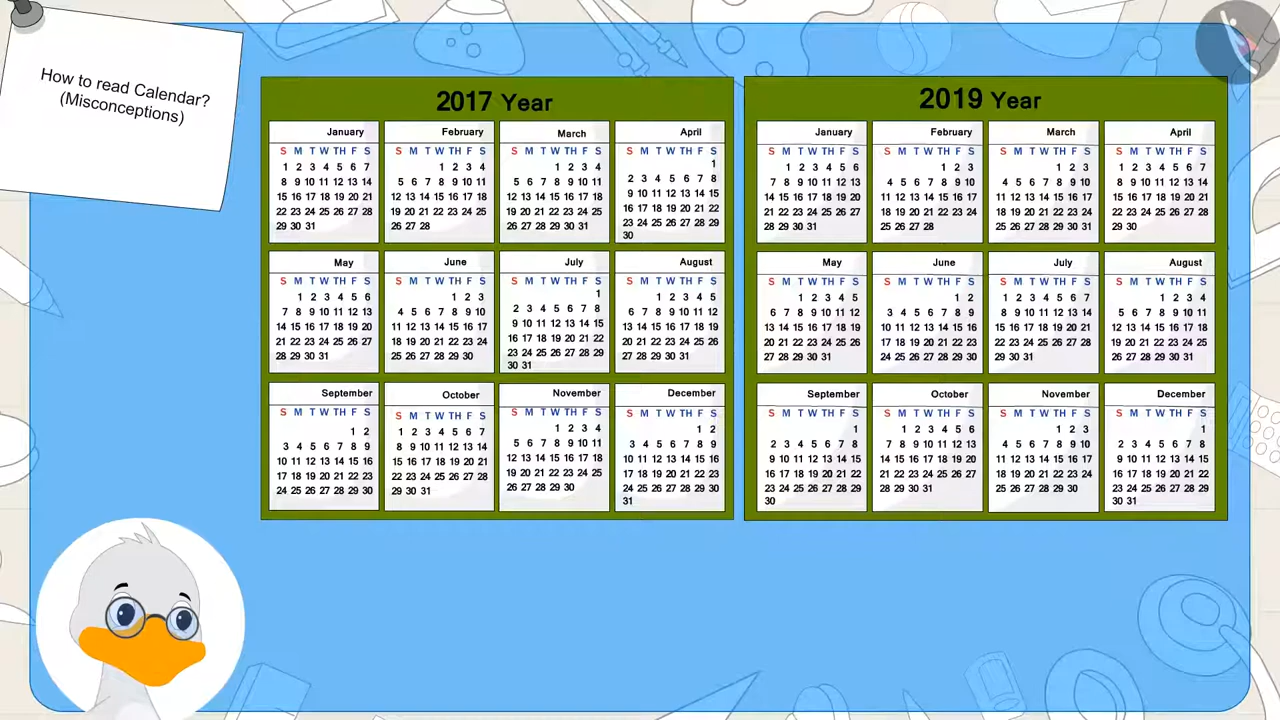 How to read Calendar?
(Misconceptions)
2017 Year
January
S M T W TH F S
1 2 3 4 5 6 7
8 9 10 11 12 13 14
15 16 17 18 19 20 21
22 23 24 25 26 27 28
29 30 31
February
S M T W TH F S
1 2 3 4
5 6 7 8 9 10 11
12 13 14 15 16 17 18
19 20 21 22 23 24 25
26 27 28
March
S M T W TH F S
1 2 3 4
5 6 7 8 9 10 11
12 13 14 15 16 17 18
19 20 21 22 23 24 25
26 27 28 29 30 31
April
S M T W TH F S
1
2 3 4 5 6 7 8
9 10 11 12 13 14 15
16 17 18 19 20 21 22
23 24 25 26 27 28 29
30
May
S M T W TH F S
1 2 3 4 5 6
7 8 9 10 11 12 13
14 15 16 17 18 19 20
21 22 23 24 25 26 27
28 29 30 31
June
S M T W TH F S
1 2 3
4 5 6 7 8 9 10
11 12 13 14 15 16 17
18 19 20 21 22 23 24
25 26 27 28 29 30
July
S M T W TH F S
1
2 3 4 5 6 7 8
9 10 11 12 13 14 15
16 17 18 19 20 21 22
23 24 25 26 27 28 29
30 31
August
S M T W TH F S
1 2 3 4 5
6 7 8 9 10 11 12
13 14 15 16 17 18 19
20 21 22 23 24 25 26
27 28 29 30 31
September
S M T W TH F S
1 2
3 4 5 6 7 8 9
10 11 12 13 14 15 16
17 18 19 20 21 22 23
24 25 26 27 28 29 30
October
S M T W TH F S
1 2 3 4 5 6 7
8 9 10 11 12 13 14
15 16 17 18 19 20 21
22 23 24 25 26 27 28
29 30 31
November
S M T W TH F S
1 2 3 4
5 6 7 8 9 10 11
12 13 14 15 16 17 18
19 20 21 22 23 24 25
26 27 28 29 30
December
S M T W TH F S
1 2
3 4 5 6 7 8 9
10 11 12 13 14 15 16
17 18 19 20 21 22 23
24 25 26 27 28 29 30
31
2019 Year
January
S M T W TH F S
1 2 3 4 5 6
7 8 9 10 11 12 13
14 15 16 17 18 19 20
21 22 23 24 25 26 27
28 29 30 31
February
S M T W TH F S
1 2 3
4 5 6 7 8 9 10
11 12 13 14 15 16 17
18 19 20 21 22 23 24
25 26 27 28
March
S M T W TH F S
1 2 3
4 5 6 7 8 9 10
11 12 13 14 15 16 17
18 19 20 21 22 23 24
25 26 27 28 29 30 31
April
S M T W TH F S
1 2 3 4 5 6 7
8 9 10 11 12 13 14
15 16 17 18 19 20 21
22 23 24 25 26 27 28
29 30
May
S M T W TH F S
1 2 3 4 5
6 7 8 9 10 11 12
13 14 15 16 17 18 19
20 21 22 23 24 25 26
27 28 29 30 31
June
S M T W TH F S
1 2
3 4 5 6 7 8 9
10 11 12 13 14 15 16
17 18 19 20 21 22 23
24 25 26 27 28 29 30
July
S M T W TH F S
1 2 3 4 5 6 7
8 9 10 11 12 13 14
15 16 17 18 19 20 21
22 23 24 25 26 27 28
29 30 31
August
S M T W TH F S
1 2 3 4
5 6 7 8 9 10 11
12 13 14 15 16 17 18
19 20 21 22 23 24 25
26 27 28 29 30 31
September
S M T W TH F S
1
2 3 4 5 6 7 8
9 10 11 12 13 14 15
16 17 18 19 20 21 22
23 24 25 26 27 28 29
30
October
S M T W TH F S
1 2 3 4 5 6
7 8 9 10 11 12 13
14 15 16 17 18 19 20
21 22 23 24 25 26 27
28 29 30 31
November
S M T W TH F S
1 2 3
4 5 6 7 8 9 10
11 12 13 14 15 16 17
18 19 20 21 22 23 24
25 26 27 28 29 30
December
S M T W TH F S
1
2 3 4 5 6 7 8
9 10 11 12 13 14 15
16 17 18 19 20 21 22
23 24 25 26 27 28 29
30 31